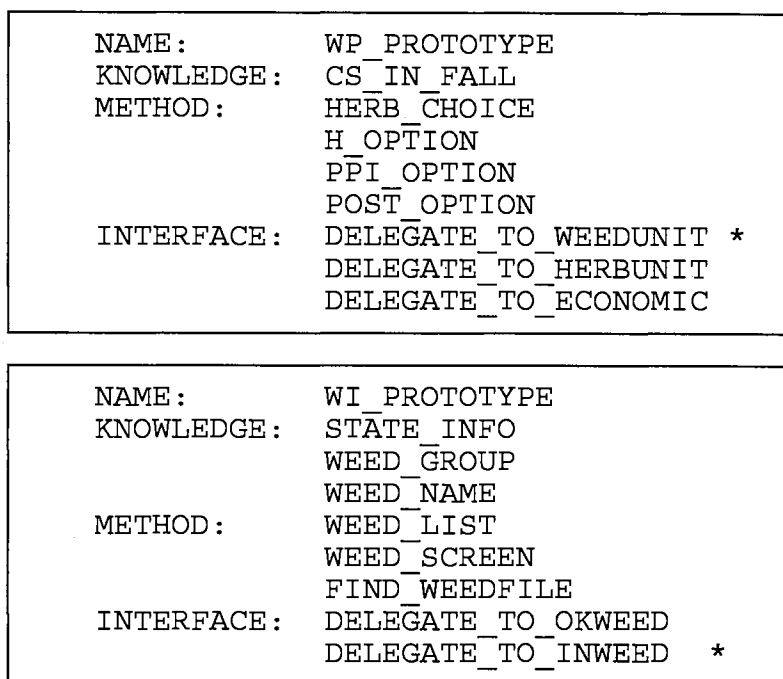 NAME: WP_PROTOTYPE
KNOWLEDGE: CS_IN_FALL
METHOD: HERB_CHOICE
H_OPTION
PPI_OPTION
POST_OPTION
INTERFACE: DELEGATE_TO_WEEDUNIT *
DELEGATE_TO_HERBUNIT
DELEGATE_TO_ECONOMIC
NAME: WI_PROTOTYPE
KNOWLEDGE: STATE_INFO
WEED_GROUP
WEED_NAME
METHOD: WEED_LIST
WEED_SCREEN
FIND_WEEDFILE
INTERFACE: DELEGATE_TO_OKWEED
DELEGATE_TO_INWEED *